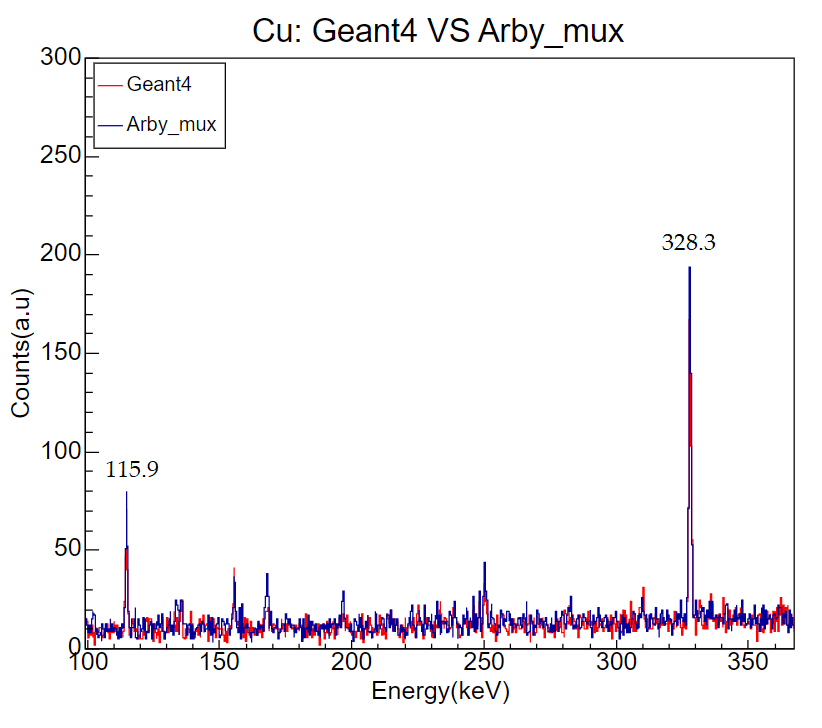 Cu: Geant4 VS Arby_mux
300
Geant4
Arby_mux
250
328.3
200
150
Counts(a.u)
100
115.9
50
0
100 150 200 250 300 350
Energy(keV)